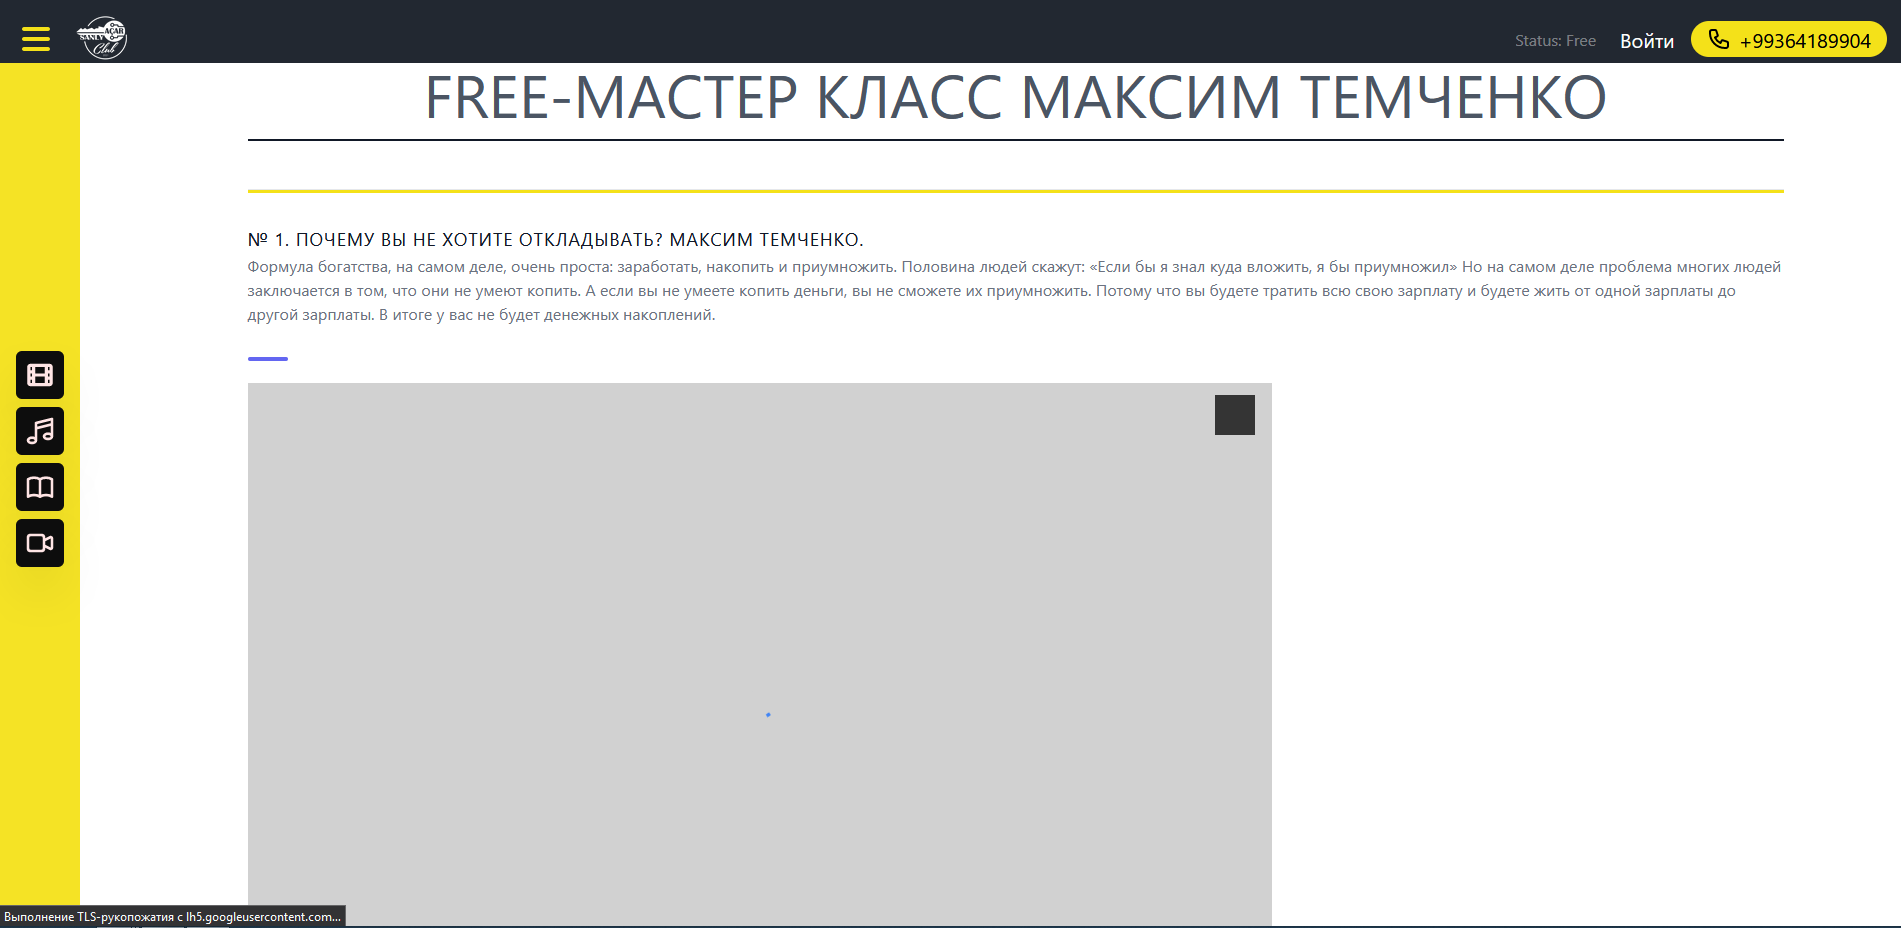 SANLY AÇAR
Club
Status: Free
Войти
+99364189904
FREE-МАСТЕР КЛАСС МАКСИМ ТЕМЧЕНКО
№ 1. ПОЧЕМУ ВЫ НЕ ХОТИТЕ ОТКЛАДЫВАТЬ? МАКСИМ ТЕМЧЕНКО.
Формула богатства, на самом деле, очень проста: заработать, накопить и приумножить. Половина людей скажут: «Если бы я знал куда вложить, я бы приумножил» Но на самом деле проблема многих людей
заключается в том, что они не умеют копить. А если вы не умеете копить деньги, вы не сможете их приумножить. Потому что вы будете тратить всю свою зарплату и будете жить от одной зарплаты до
другой зарплаты. В итоге у вас не будет денежных накоплений.
Выполнение TLS-рукопожатия с lh5.googleusercontent.com...